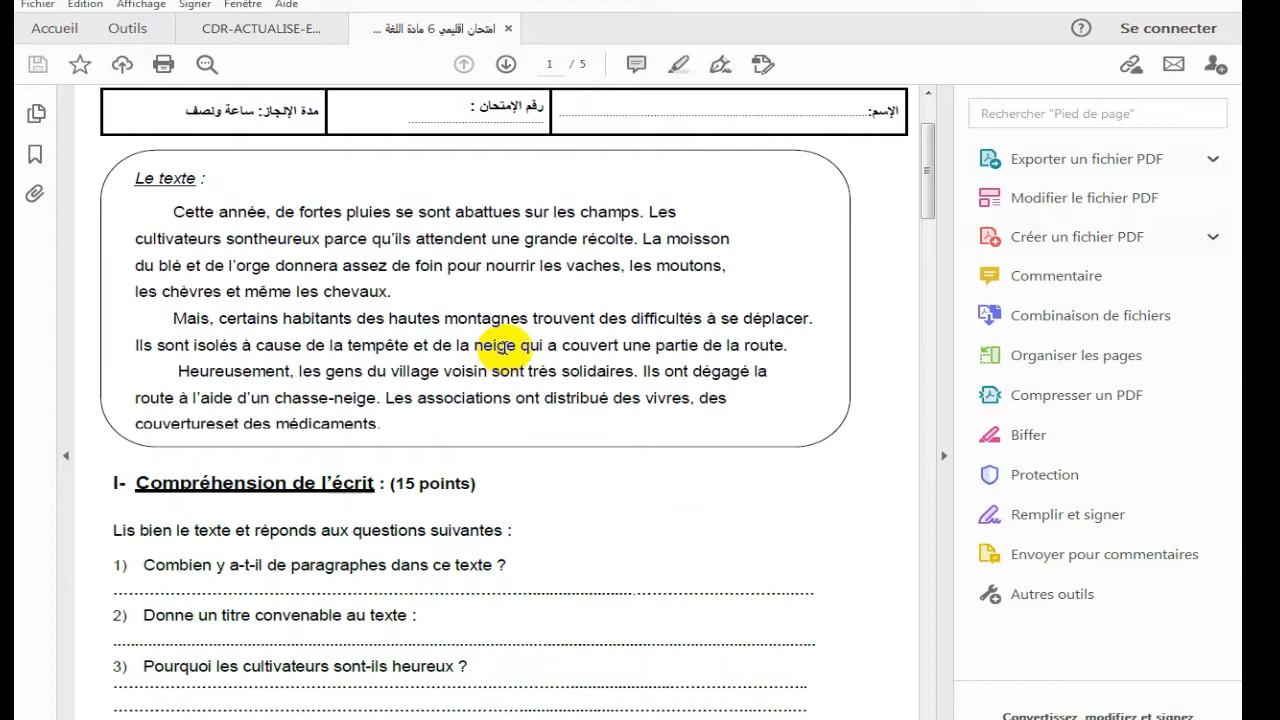 Fichier Edition Affichage Signer Fenêtre Aide
Accueil Outils CDR-ACTUALISE-E... امتحان اقليمي 6 مادة اللغة ... × Se connecter
1 / 5
الإسم:
رقم الإمتحان :
مدة الإنجاز: ساعة ونصف
Le texte :
Cette année, de fortes pluies se sont abattues sur les champs. Les
cultivateurs sontheureux parce qu'ils attendent une grande récolte. La moisson
du blé et de l'orge donnera assez de foin pour nourrir les vaches, les moutons,
les chèvres et même les chevaux.
Mais, certains habitants des hautes montagnes trouvent des difficultés à se déplacer.
Ils sont isolés à cause de la tempête et de la neige qui a couvert une partie de la route.
Heureusement, les gens du village voisin sont très solidaires. Ils ont dégagé la
route à l'aide d'un chasse-neige. Les associations ont distribué des vivres, des
couvertureset des médicaments.
I- Compréhension de l'écrit : (15 points)
Lis bien le texte et réponds aux questions suivantes :
1) Combien y a-t-il de paragraphes dans ce texte ?
2) Donne un titre convenable au texte :
3) Pourquoi les cultivateurs sont-ils heureux ?
Rechercher "Pied de page"
Exporter un fichier PDF
Modifier le fichier PDF
Créer un fichier PDF
Commentaire
Combinaison de fichiers
Organiser les pages
Compresser un PDF
Biffer
Protection
Remplir et signer
Envoyer pour commentaires
Autres outils
Convertissez, modifiez et signez